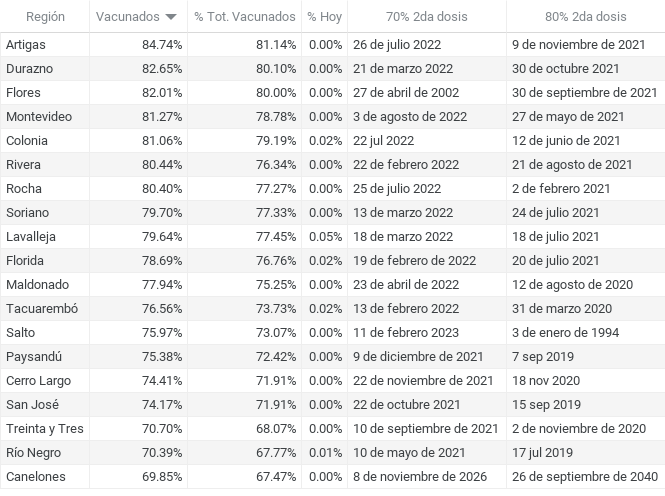 Región Vacunados % Tot. Vacunados % Hoy 70% 2da dosis 80% 2da dosis
Artigas 84.74% 81.14% 0.00% 26 de julio 2022 9 de noviembre de 2021
Durazno 82.65% 80.10% 0.00% 21 de marzo 2022 30 de octubre 2021
Flores 82.01% 80.00% 0.00% 27 de abril de 2002 30 de septiembre de 2021
Montevideo 81.27% 78.78% 0.00% 3 de agosto de 2022 27 de mayo de 2021
Colonia 81.06% 79.19% 0.02% 22 jul 2022 12 de junio de 2021
Rivera 80.44% 76.34% 0.00% 22 de febrero 2022 21 de agosto de 2021
Rocha 80.40% 77.27% 0.00% 25 de julio 2022 2 de febrero 2021
Soriano 79.70% 77.33% 0.00% 13 de marzo 2022 24 de julio 2021
Lavalleja 79.64% 77.45% 0.05% 18 de marzo 2022 18 de julio 2021
Florida 78.69% 76.76% 0.02% 19 de febrero de 2022 20 de julio 2021
Maldonado 77.94% 75.25% 0.00% 23 de abril 2022 12 de agosto de 2020
Tacuarembó 76.56% 73.73% 0.02% 13 de febrero 2022 31 de marzo 2020
Salto 75.97% 73.07% 0.00% 11 de febrero 2023 3 de enero de 1994
Paysandú 75.38% 72.42% 0.00% 9 de diciembre de 2021 7 sep 2019
Cerro Largo 74.41% 71.91% 0.00% 22 de noviembre de 2021 18 nov 2020
San José 74.17% 71.91% 0.00% 22 de octubre 2021 15 sep 2019
Treinta y Tres 70.70% 68.07% 0.00% 10 de septiembre de 2021 2 de noviembre de 2020
Río Negro 70.39% 67.77% 0.01% 10 de mayo de 2021 17 jul 2019
Canelones 69.85% 67.47% 0.00% 8 de noviembre de 2026 26 de septiembre de 2040